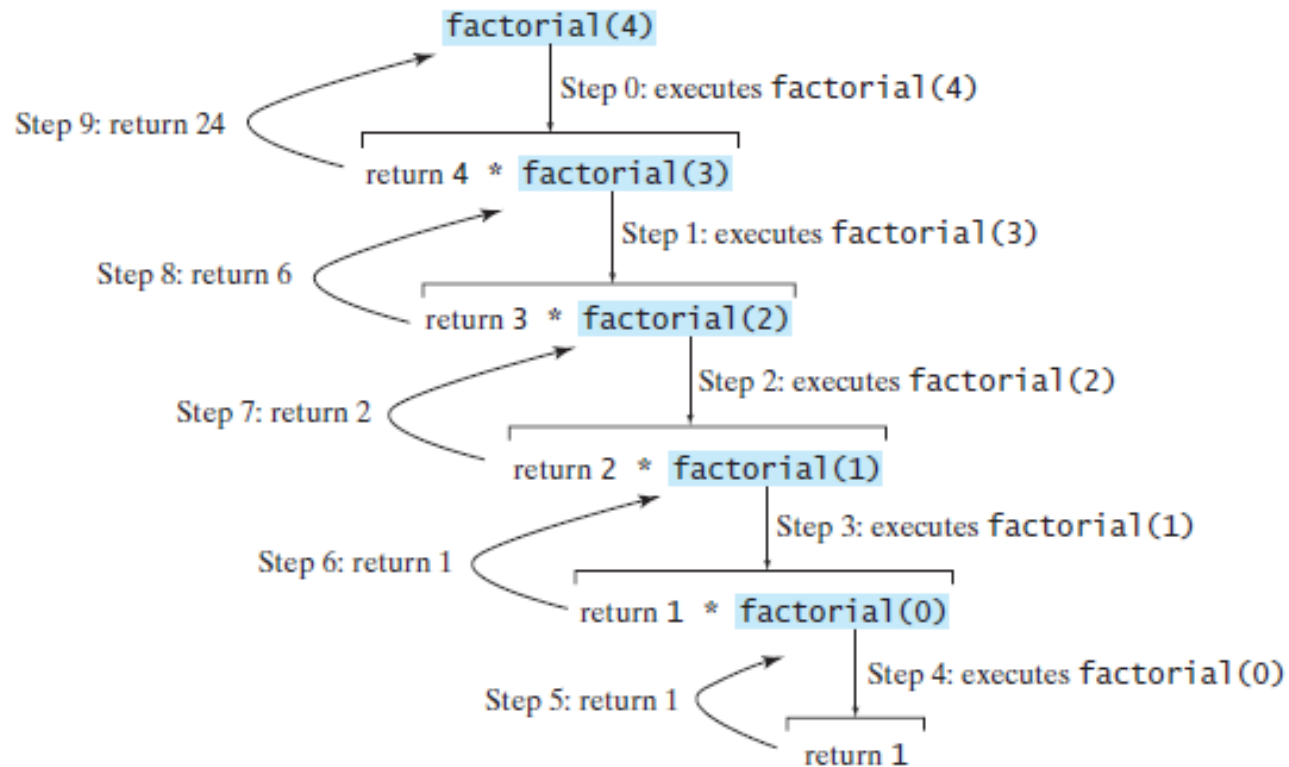 factorial(4)
Step 0: executes factorial(4)
Step 9: return 24
return 4 * factorial(3)
Step 1: executes factorial(3)
Step 8: return 6
return 3 * factorial(2)
Step 2: executes factorial(2)
Step 7: return 2
return 2 * factorial(1)
Step 3: executes factorial(1)
Step 6: return 1
return 1 * factorial(0)
Step 4: executes factorial(0)
Step 5: return 1
return 1